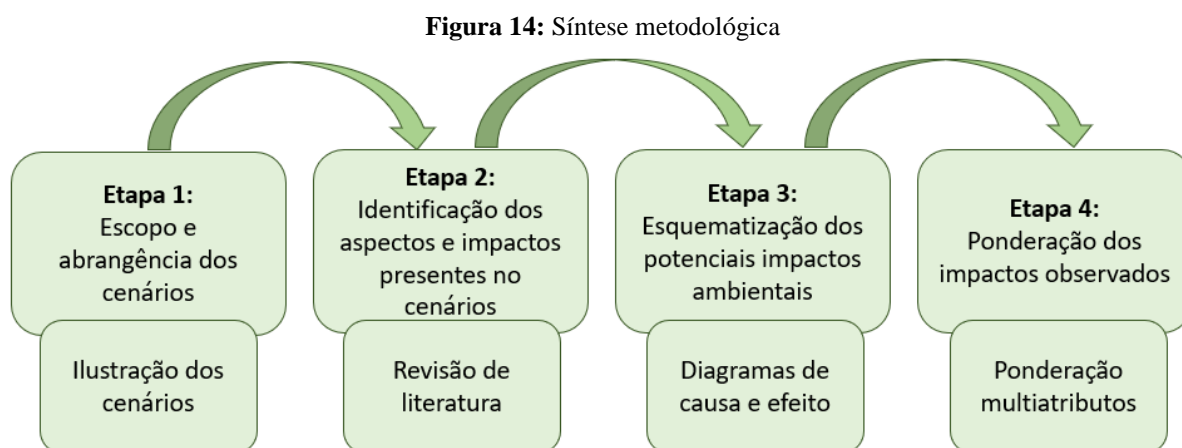 Figura 14: Síntese metodológica
Etapa 1:
Escopo e
abrangência dos
cenários
Ilustração dos
cenários
Etapa 2:
Identificação dos
aspectos e impactos
presentes no
cenários
Revisão de
literatura
Etapa 3:
Esquematização dos
potenciais impactos
ambientais
Diagramas de
causa e efeito
Etapa 4:
Ponderação dos
impactos observados
Ponderação
multiatributos